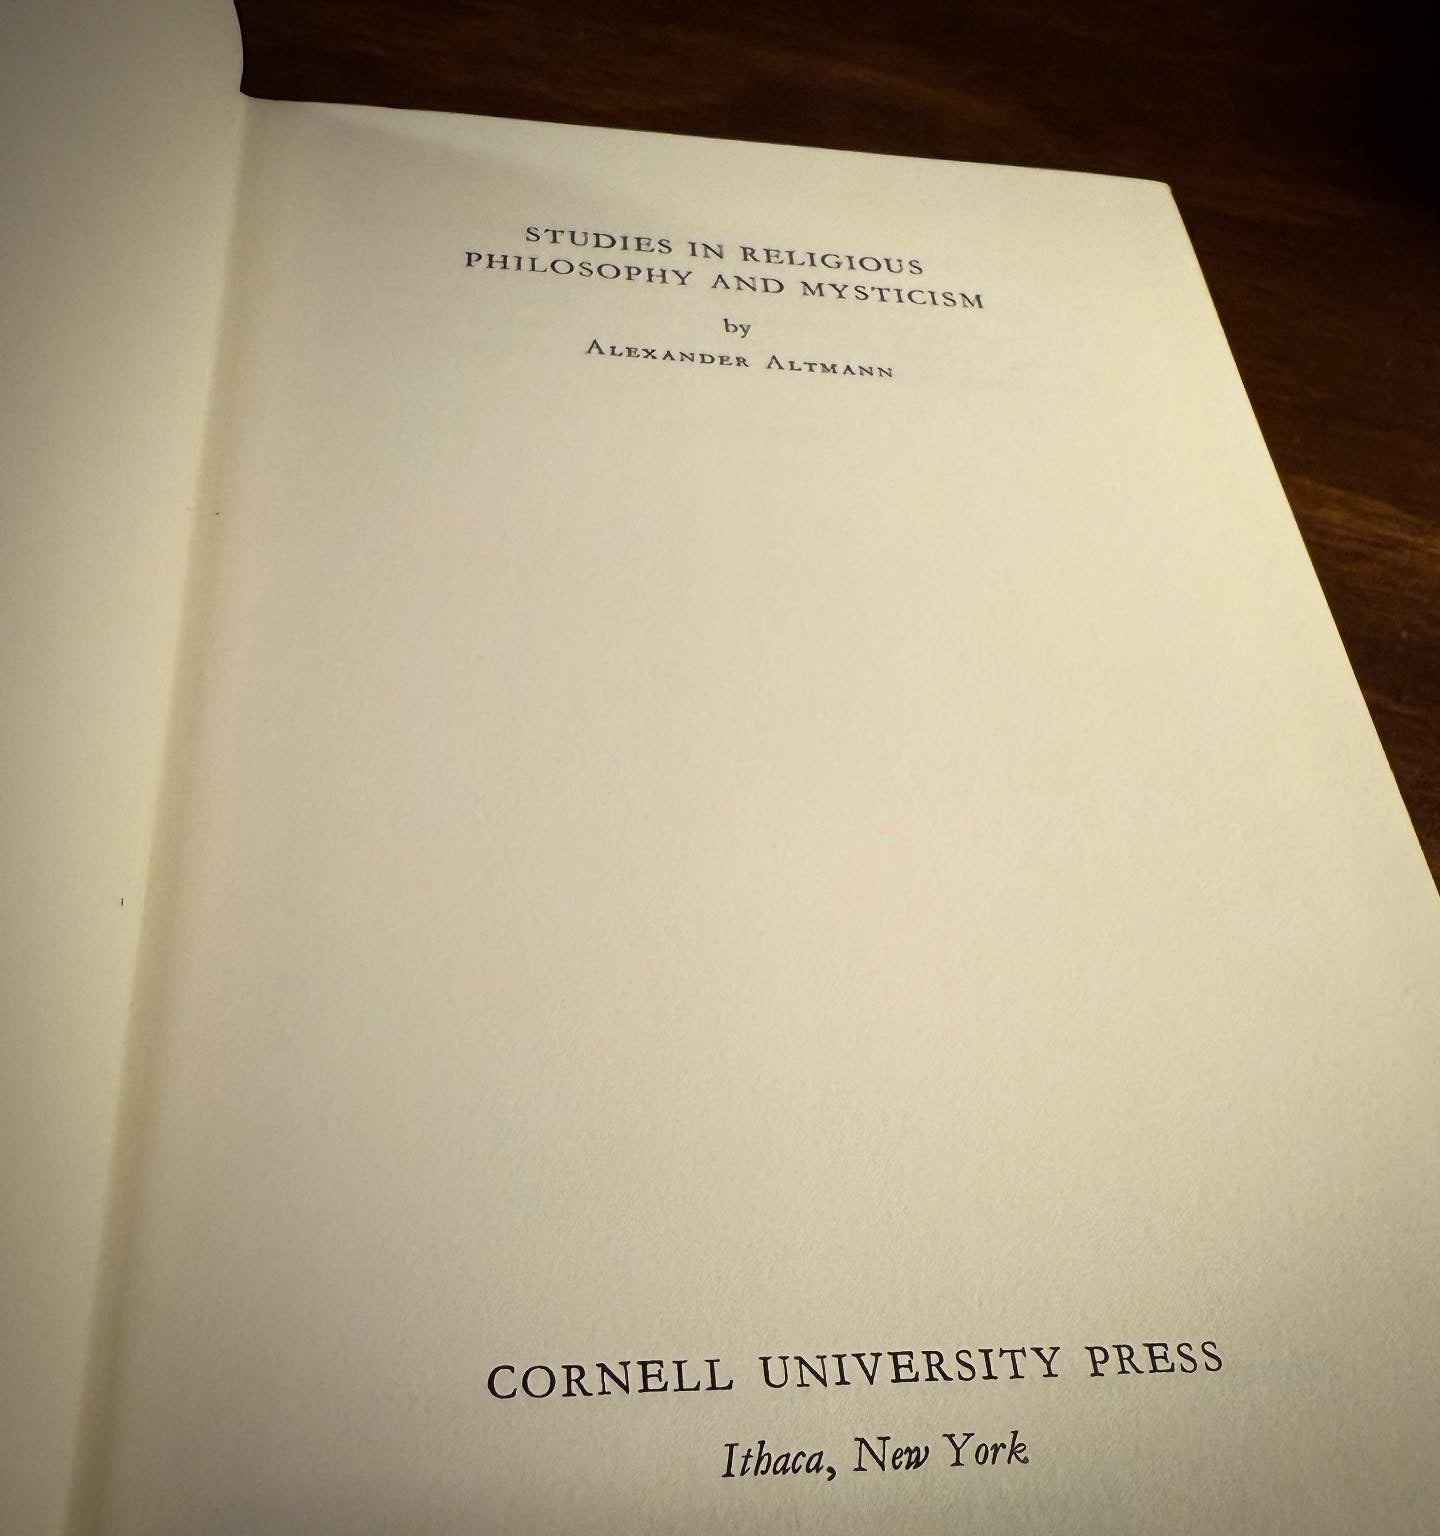 STUDIES IN RELIGIOUS
PHILOSOPHY AND MYSTICISM
by
ALEXANDER ALTMANN
CORNELL UNIVERSITY PRESS
Ithaca, New York